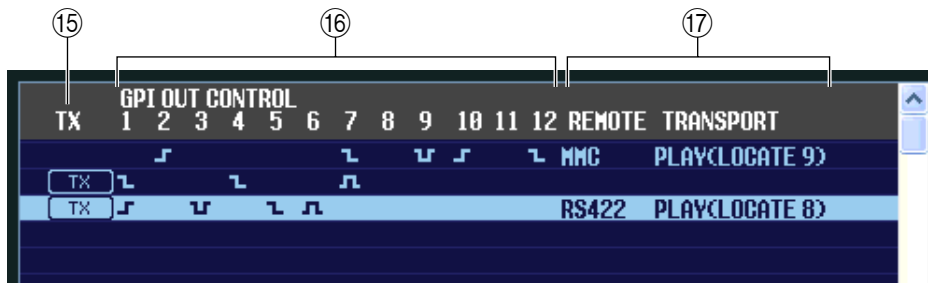 ⑮ ⑯ ⑰
GPI OUT CONTROL
TX 1 2 3 4 5 6 7 8 9 10 11 12 REMOTE TRANSPORT
MMC PLAY(LOCATE 9)
TX
TX RS422 PLAY(LOCATE 8)